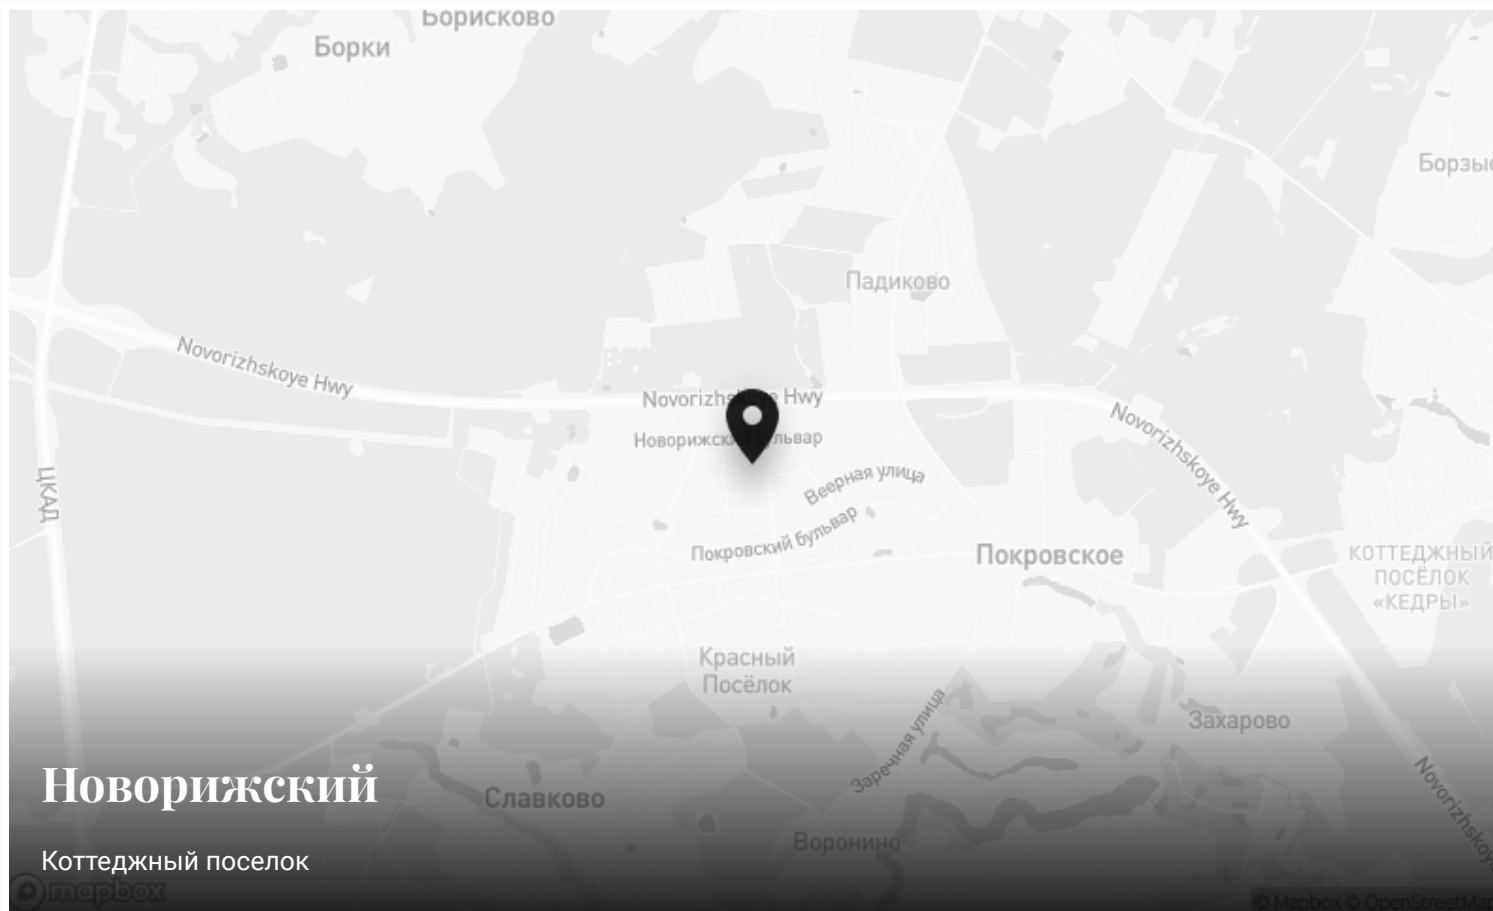 Борисково
Борки
Борзы
Падиково
Novorizhskoye Hwy
Novorizhskoye Hwy
Novorizhskoye Hwy
Новорижский бульвар
ЦКАД
Веерная улица
Покровский бульвар
Покровское
КОТТЕДЖНЫЙ
ПОСЁЛОК
«КЕДРЫ»
Красный
Посёлок
Заречная улица
Захарово
Novorizhskoye
Новорижский
Славково
Воронино
Коттеджный поселок
mapbox
© Mapbox © OpenStreetMap